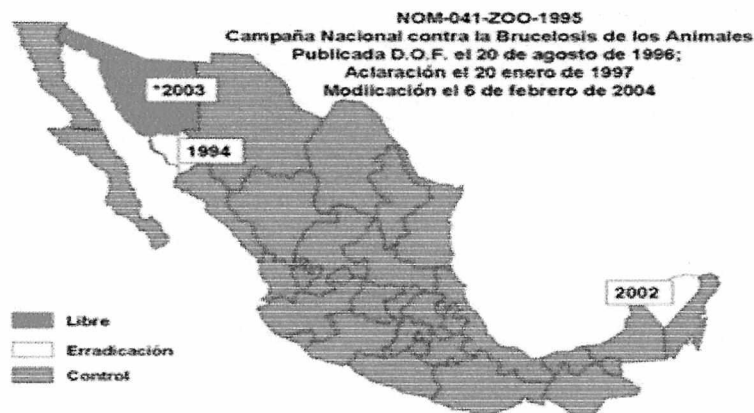 NOM-041-ZOO-1995
Campaña Nacional contra la Brucelosis de los Animales
Publicada D.O.F. el 20 de agosto de 1996;
Aclaración el 20 enero de 1997
Modiicación el 6 de febrero de 2004
*2003
1994
2002
Libre
Erradicación
Control